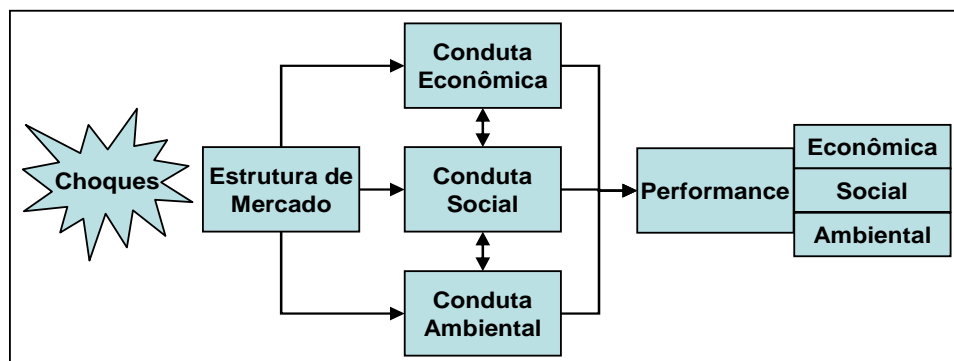 Choques
Estrutura de
Mercado
Conduta
Econômica
Conduta
Social
Conduta
Ambiental
Performance
Econômica
Social
Ambiental